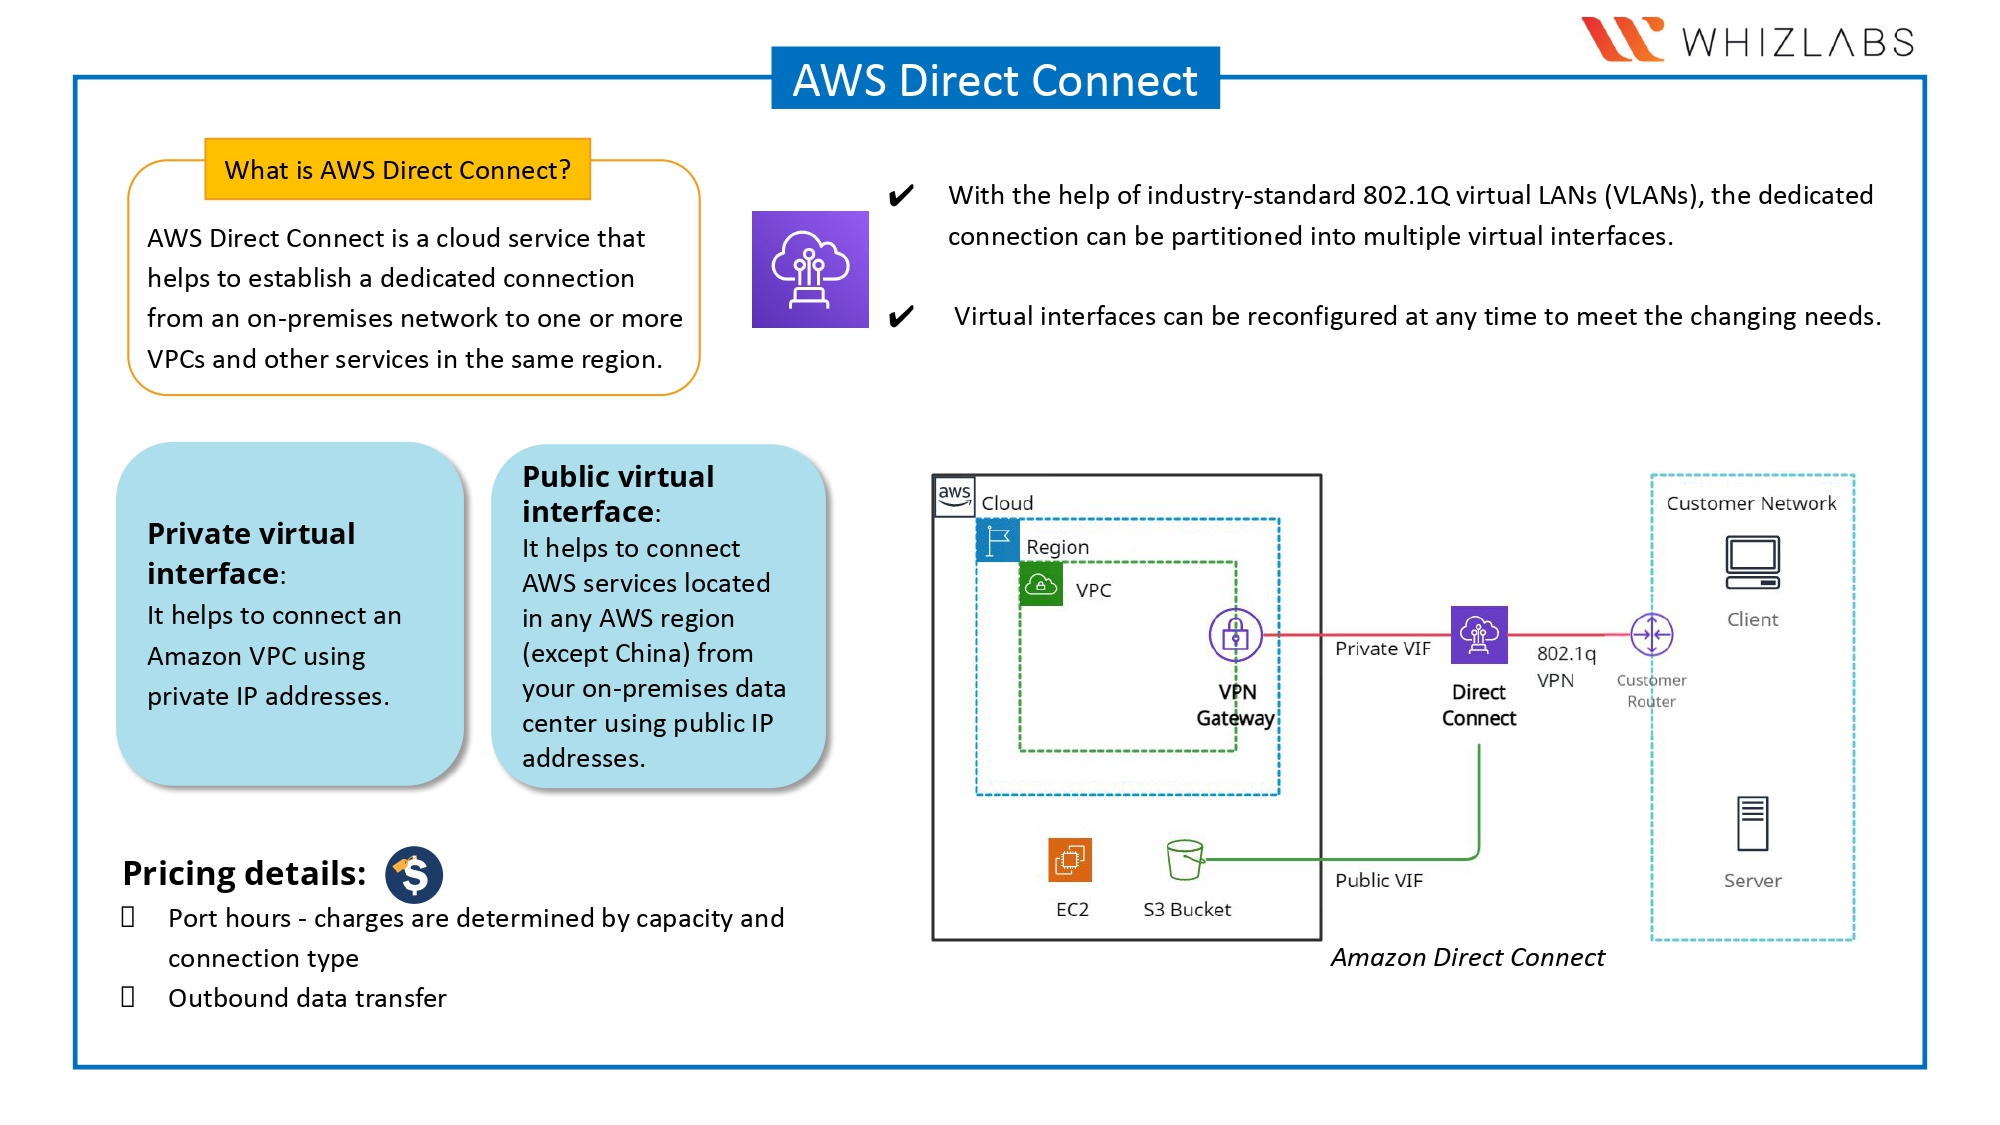 WHIZLABS
AWS Direct Connect
What is AWS Direct Connect?
AWS Direct Connect is a cloud service that
helps to establish a dedicated connection
from an on-premises network to one or more
VPCs and other services in the same region.
✔ With the help of industry-standard 802.1Q virtual LANs (VLANs), the dedicated
connection can be partitioned into multiple virtual interfaces.
✔ Virtual interfaces can be reconfigured at any time to meet the changing needs.
Private virtual
interface:
It helps to connect an
Amazon VPC using
private IP addresses.
Public virtual
interface:
It helps to connect
AWS services located
in any AWS region
(except China) from
your on-premises data
center using public IP
addresses.
Pricing details:
$
Port hours - charges are determined by capacity and
connection type
Outbound data transfer
aws
Cloud
Region
VPC
VPN
Gateway
Private VIF
Direct
Connect
802.1q
VPN
Customer Network
Client
Customer
Router
Server
EC2
S3 Bucket
Public VIF
Amazon Direct Connect